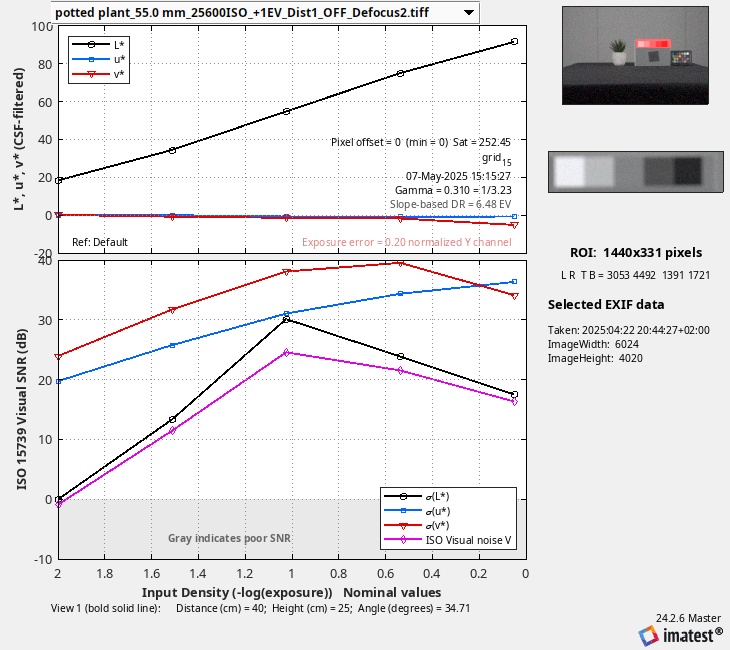 potted plant_55.0 mm_25600ISO_+1EV_Dist1_OFF_Defocus2.tiff
100
80
60
40
20
0
-20
L*, u*, v* (CSF-filtered)
L*
u*
v*
Pixel offset = 0 (min = 0) Sat = 252.45
grid15
07-May-2025 15:15:27
Gamma = 0.310 = 1/3.23
Slope-based DR = 6.48 EV
Ref: Default
Exposure error = 0.20 normalized Y channel
40
30
20
10
0
-10
ISO 15739 Visual SNR (dB)
Gray indicates poor SNR
σ(L*)
σ(u*)
σ(v*)
ISO Visual noise V
2 1.8 1.6 1.4 1.2 1 0.8 0.6 0.4 0.2 0
Input Density (-log(exposure)) Nominal values
View 1 (bold solid line): Distance (cm) = 40; Height (cm) = 25; Angle (degrees) = 34.71
ROI: 1440x331 pixels
L R T B = 3053 4492 1391 1721
Selected EXIF data
Taken: 2025:04:22 20:44:27+02:00
ImageWidth: 6024
ImageHeight: 4020
24.2.6 Master
imatest®